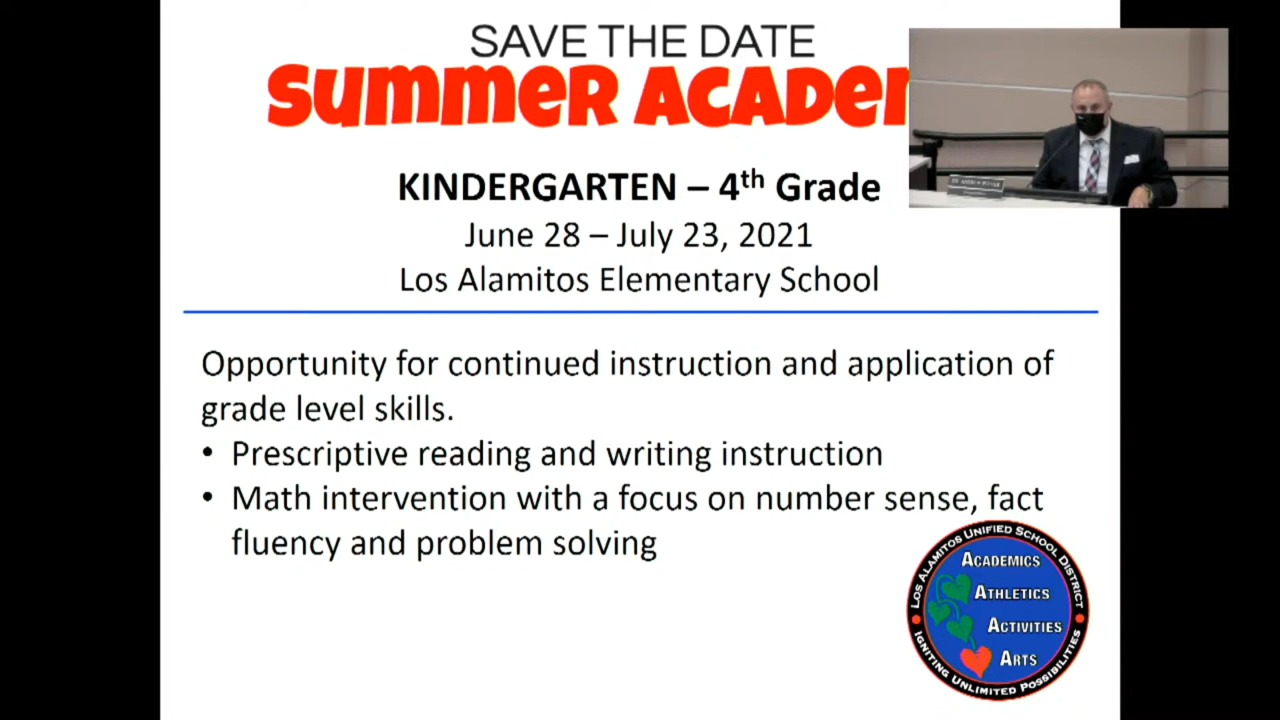 SAVE THE DATE
SUMMER ACADE
KINDERGARTEN – 4th Grade
June 28 – July 23, 2021
Los Alamitos Elementary School
Opportunity for continued instruction and application of
grade level skills.
• Prescriptive reading and writing instruction
• Math intervention with a focus on number sense, fact
fluency and problem solving
LOS ALAMITOS UNIFIED SCHOOL DISTRICT
ACADEMICS
ATHLETICS
ACTIVITIES
ARTS
IGNITING UNLIMITED POSSIBILITIES